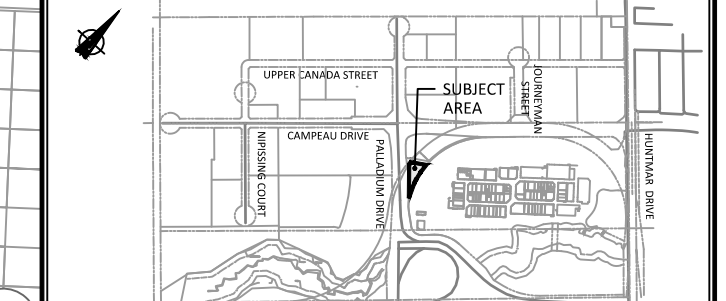 UPPER CANADA STREET
SUBJECT
AREA
JOURNEYMAN
STREET
CAMPEAU DRIVE
NIPISSING COURT
PALLADIUM DRIVE
HUNTMAR DRIVE